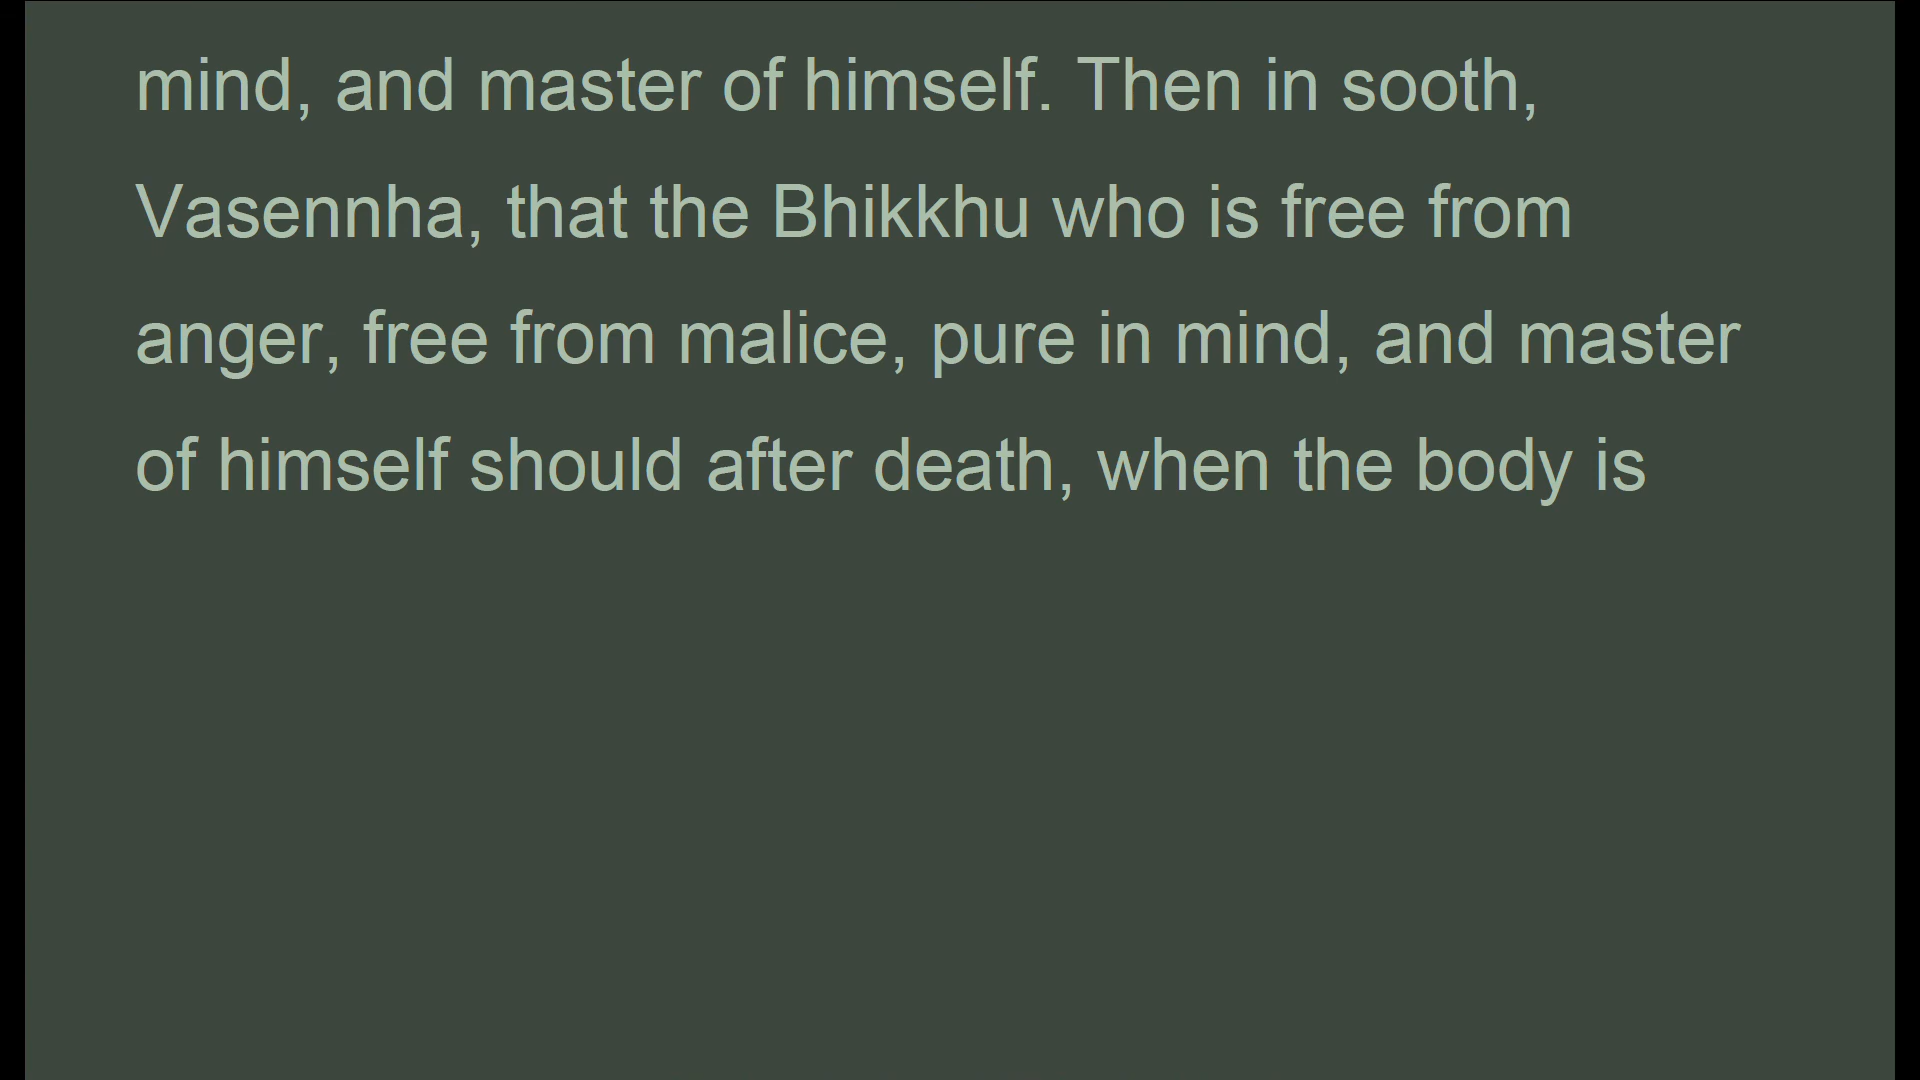 mind, and master of himself. Then in sooth,
Vasennha, that the Bhikkhu who is free from
anger, free from malice, pure in mind, and master
of himself should after death, when the body is